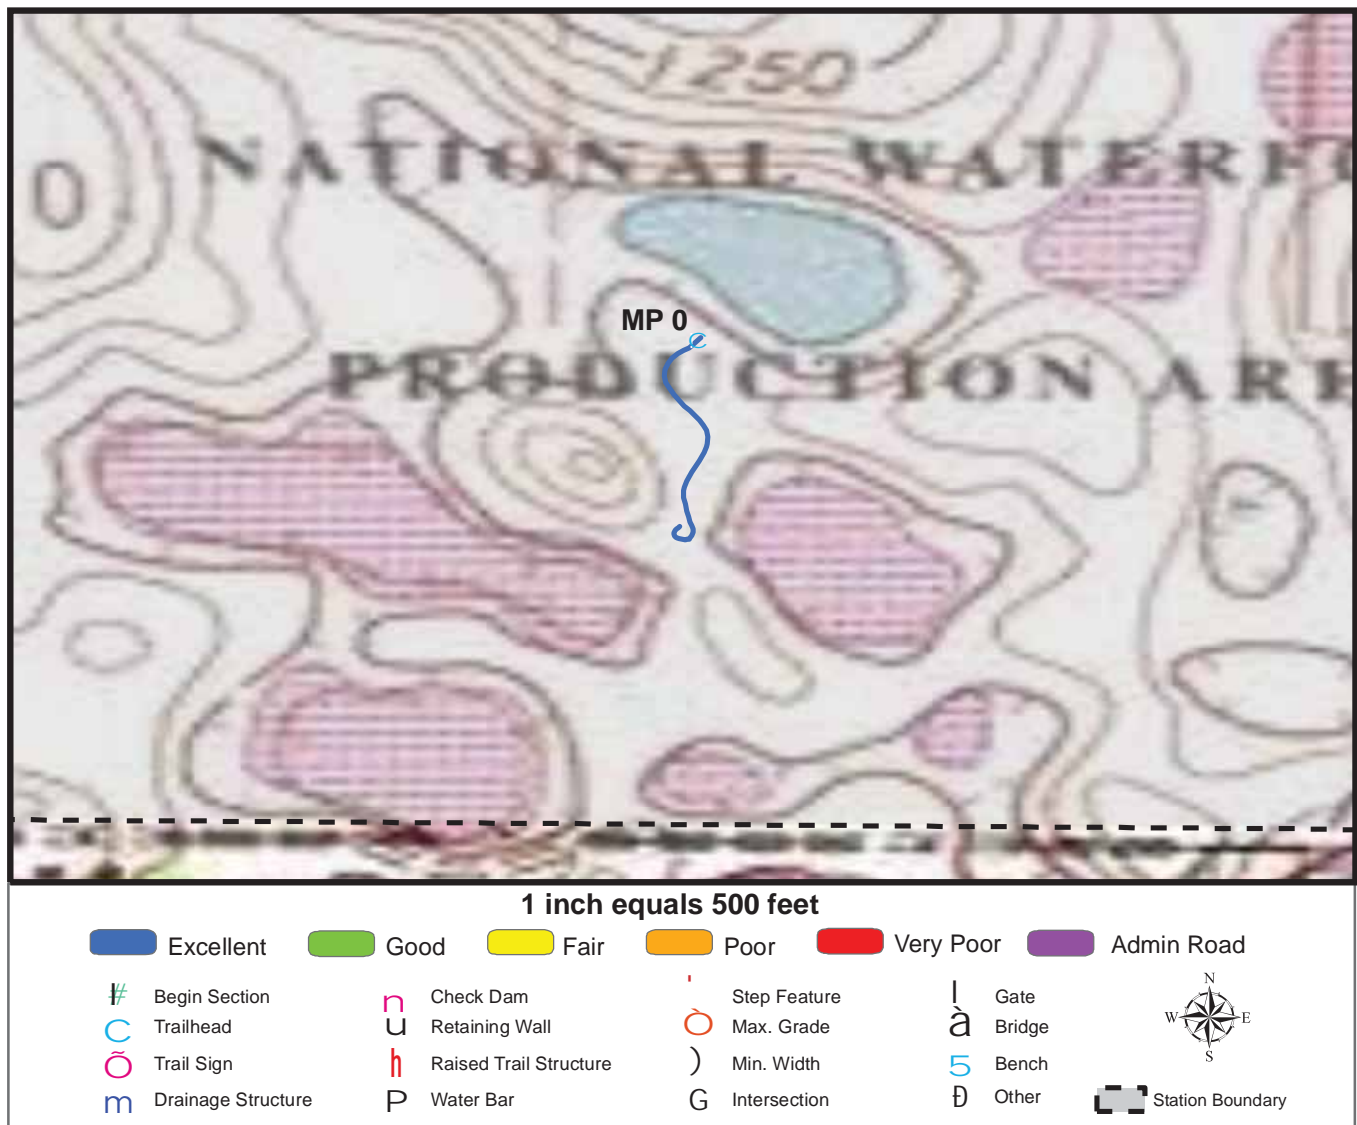 1250
NATIONAL WATERF
0
MP 0
C
PRODUCTION ARE
1 inch equals 500 feet
Excellent Good Fair Poor Very Poor Admin Road
# Begin Section n Check Dam ' Step Feature Gate
C Trailhead u Retaining Wall Ò Max. Grade à Bridge
Õ Trail Sign h Raised Trail Structure ) Min. Width 5 Bench
m Drainage Structure P Water Bar G Intersection Ð Other Station Boundary
N
W E
S